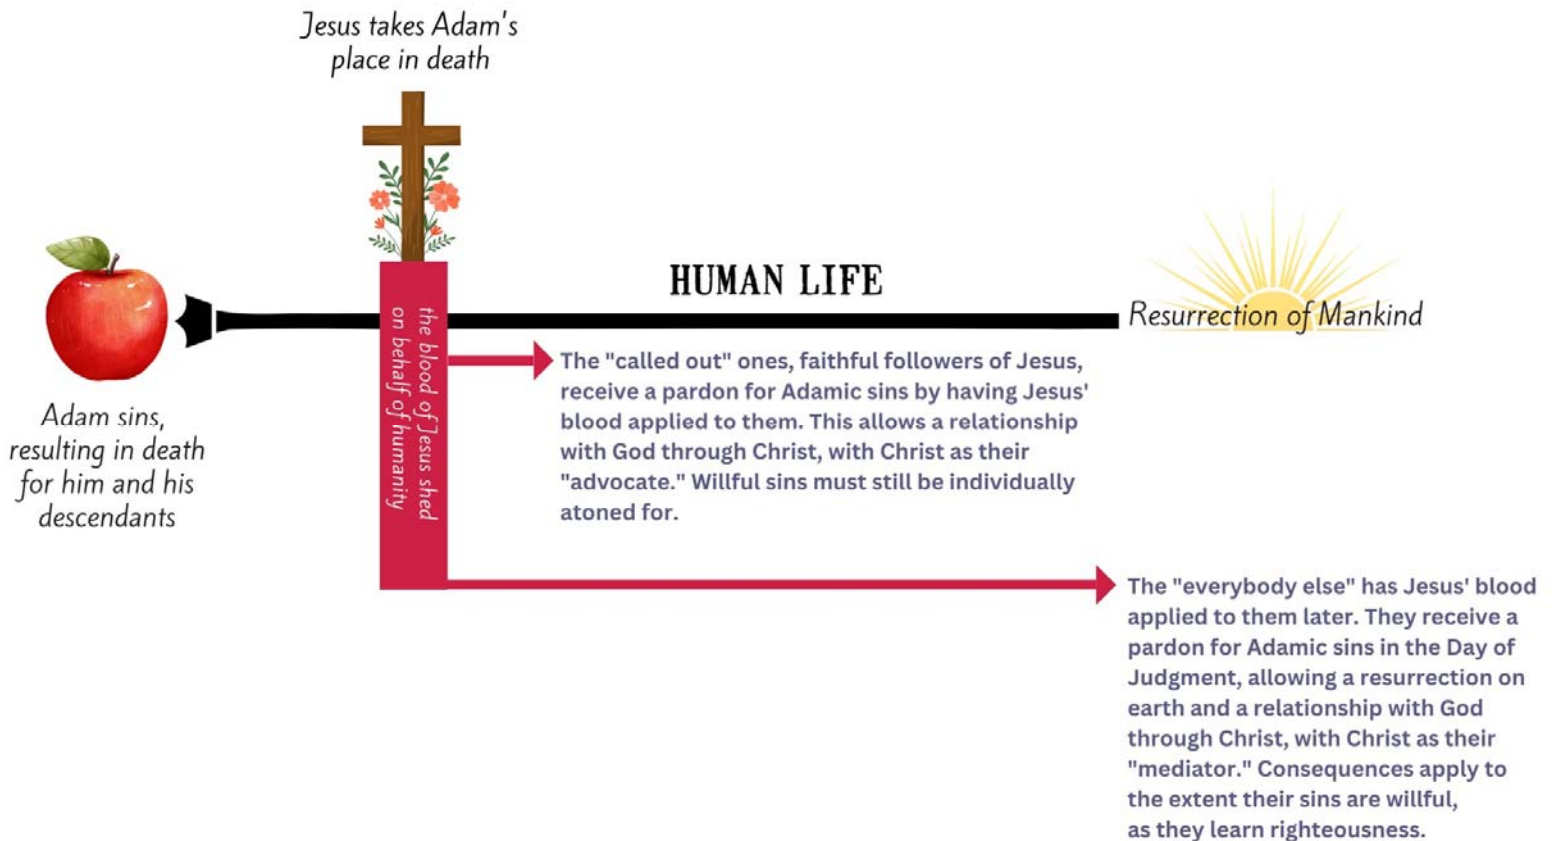 Jesus takes Adam's
place in death
HUMAN LIFE
Resurrection of Mankind
Adam sins,
resulting in death
for him and his
descendants
the blood of Jesus shed
on behalf of humanity
The "called out" ones, faithful followers of Jesus,
receive a pardon for Adamic sins by having Jesus'
blood applied to them. This allows a relationship
with God through Christ, with Christ as their
"advocate." Willful sins must still be individually
atoned for.
The "everybody else" has Jesus' blood
applied to them later. They receive a
pardon for Adamic sins in the Day of
Judgment, allowing a resurrection on
earth and a relationship with God
through Christ, with Christ as their
"mediator." Consequences apply to
the extent their sins are willful,
as they learn righteousness.